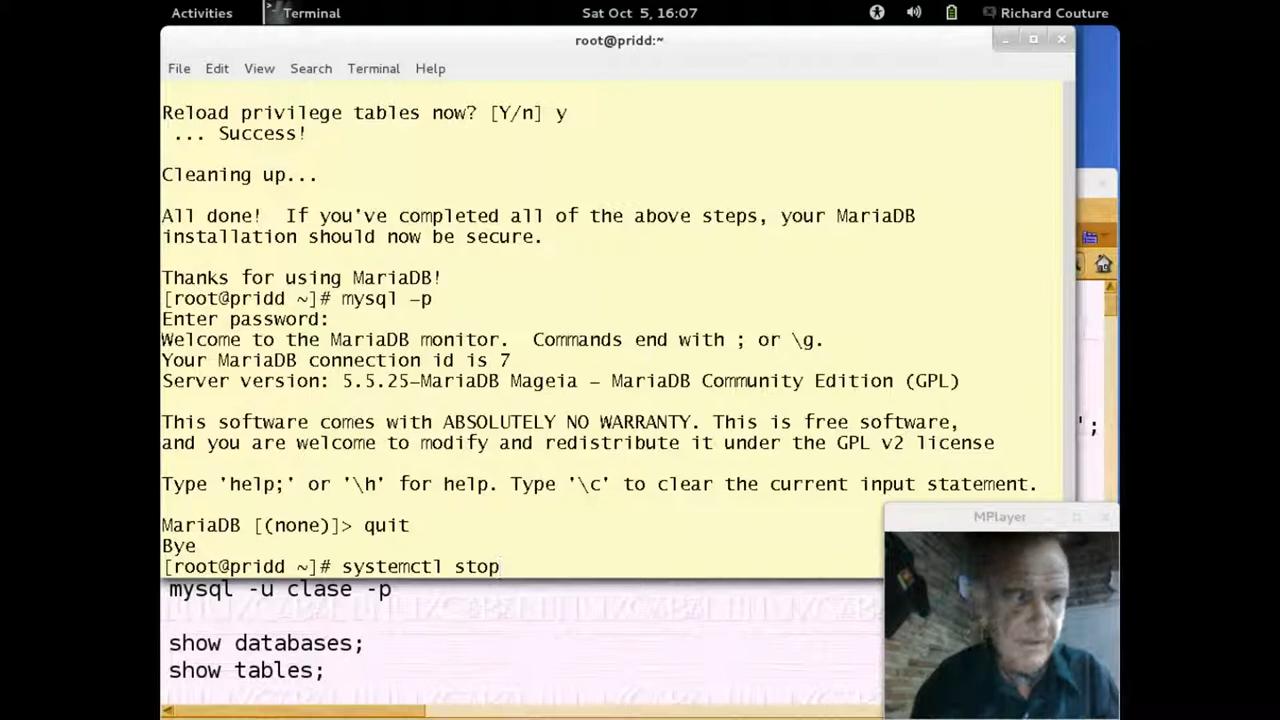 Activities
Terminal
Sat Oct 5, 16:07
Richard Couture
root@pridd:~
File Edit View Search Terminal Help
Reload privilege tables now? [Y/n] y
... Success!
Cleaning up...
All done! If you've completed all of the above steps, your MariaDB
installation should now be secure.
Thanks for using MariaDB!
[root@pridd ~]# mysql -p
Enter password:
Welcome to the MariaDB monitor. Commands end with ; or \g.
Your MariaDB connection id is 7
Server version: 5.5.25-MariaDB Mageia - MariaDB Community Edition (GPL)
This software comes with ABSOLUTELY NO WARRANTY. This is free software,
and you are welcome to modify and redistribute it under the GPL v2 license
';
Type 'help;' or '\h' for help. Type '\c' to clear the current input statement.
MPlayer
MariaDB [(none)]> quit
Bye
[root@pridd ~]# systemctl stop
mysql -u clase -p
show databases;
show tables;